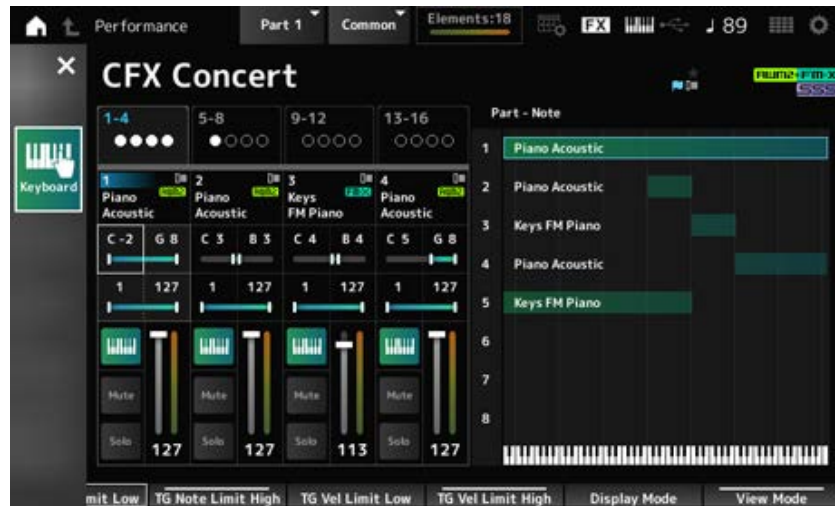 Performance
Part 1
Common
Elements:18
FX
89
CFX Concert
AWM2+FM-X
SSS
Keyboard
1-4
5-8
9-12
13-16
1
Piano
Acoustic
2
Piano
Acoustic
3
Keys
FM Piano
4
Piano
Acoustic
C -2 G 8
C 3 B 3
C 4 B 4
C 5 G 8
1 127
1 127
1 127
1 127
Mute
Mute
Mute
Mute
Solo
127
Solo
127
Solo
113
Solo
127
Part - Note
1 Piano Acoustic
2 Piano Acoustic
3 Keys FM Piano
4 Piano Acoustic
5 Keys FM Piano
6
7
8
mit Low
TG Note Limit High
TG Vel Limit Low
TG Vel Limit High
Display Mode
View Mode